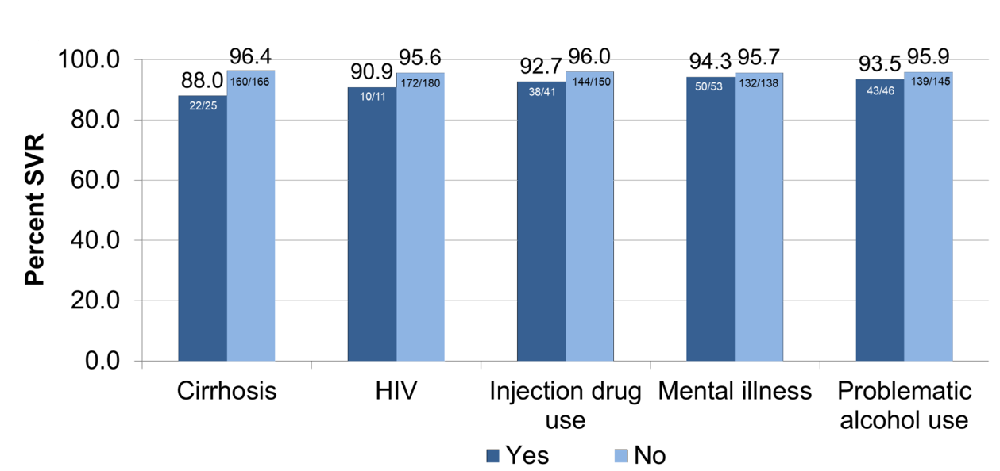 96.4
95.6
96.0
94.3 95.7
93.5 95.9
88.0
90.9
92.7
100.0
80.0
60.0
40.0
20.0
0.0
Percent SVR
22/25
160/166
10/11
172/180
38/41
144/150
50/53
132/138
43/46
139/145
Cirrhosis
HIV
Injection drug
use
Mental illness
Problematic
alcohol use
Yes
No